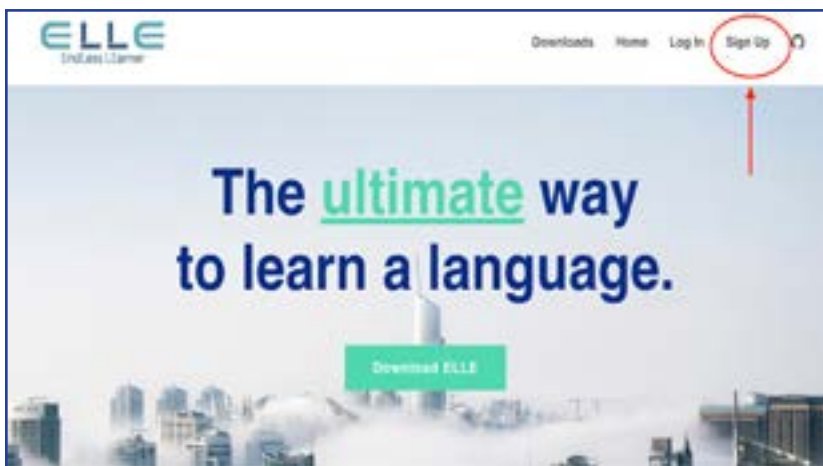 ELLE
EndLess LEarner
Downloads Home Log In Sign Up
The ultimate way
to learn a language.
Download ELLE